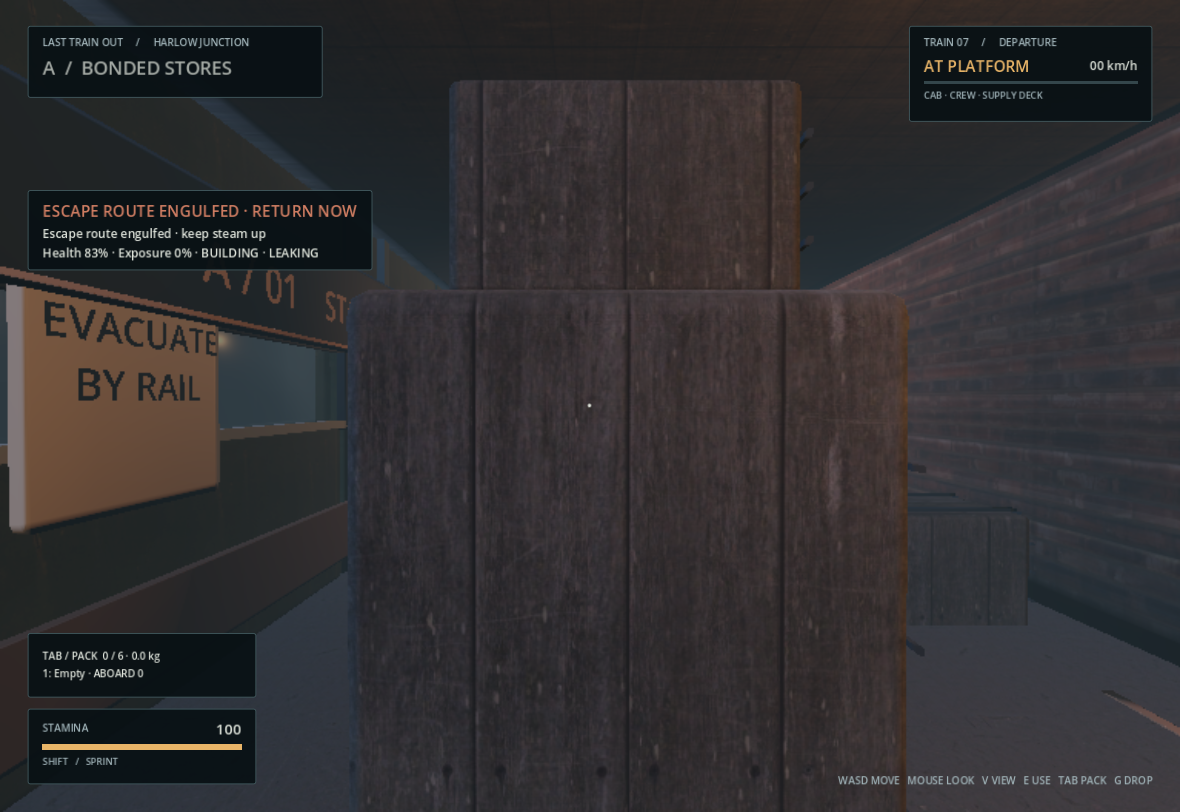 LAST TRAIN OUT / HARLOW JUNCTION
A / BONDED STORES
TRAIN 07 / DEPARTURE
AT PLATFORM 00 km/h
CAB · CREW · SUPPLY DECK
ESCAPE ROUTE ENGULFED · RETURN NOW
Escape route engulfed · keep steam up
Health 83% · Exposure 0% · BUILDING · LEAKING
A / 01 ST
EVACUATE
BY RAIL
TAB / PACK 0 / 6 · 0.0 kg
1: Empty · ABOARD 0
STAMINA 100
SHIFT / SPRINT
WASD MOVE MOUSE LOOK V VIEW E USE TAB PACK G DROP